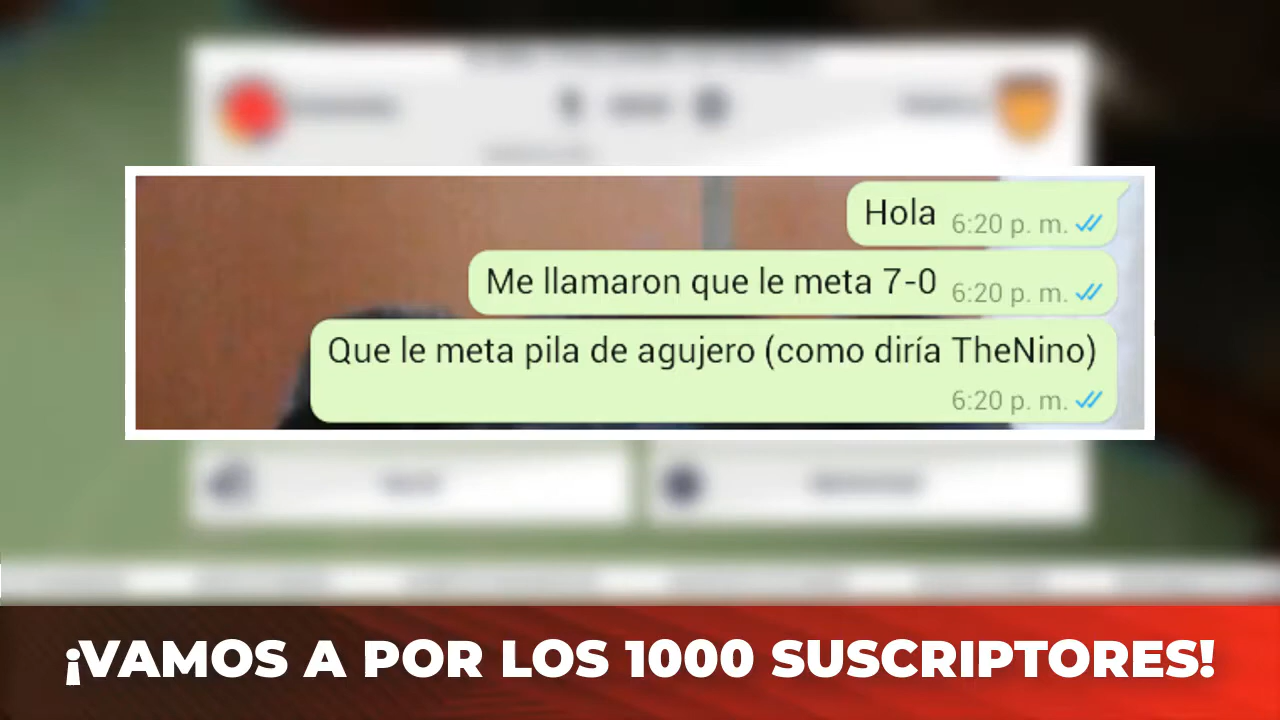 Hola 6:20 p. m.
Me llamaron que le meta 7-0 6:20 p. m.
Que le meta pila de agujero (como diría TheNino)
6:20 p. m.
¡VAMOS A POR LOS 1000 SUSCRIPTORES!